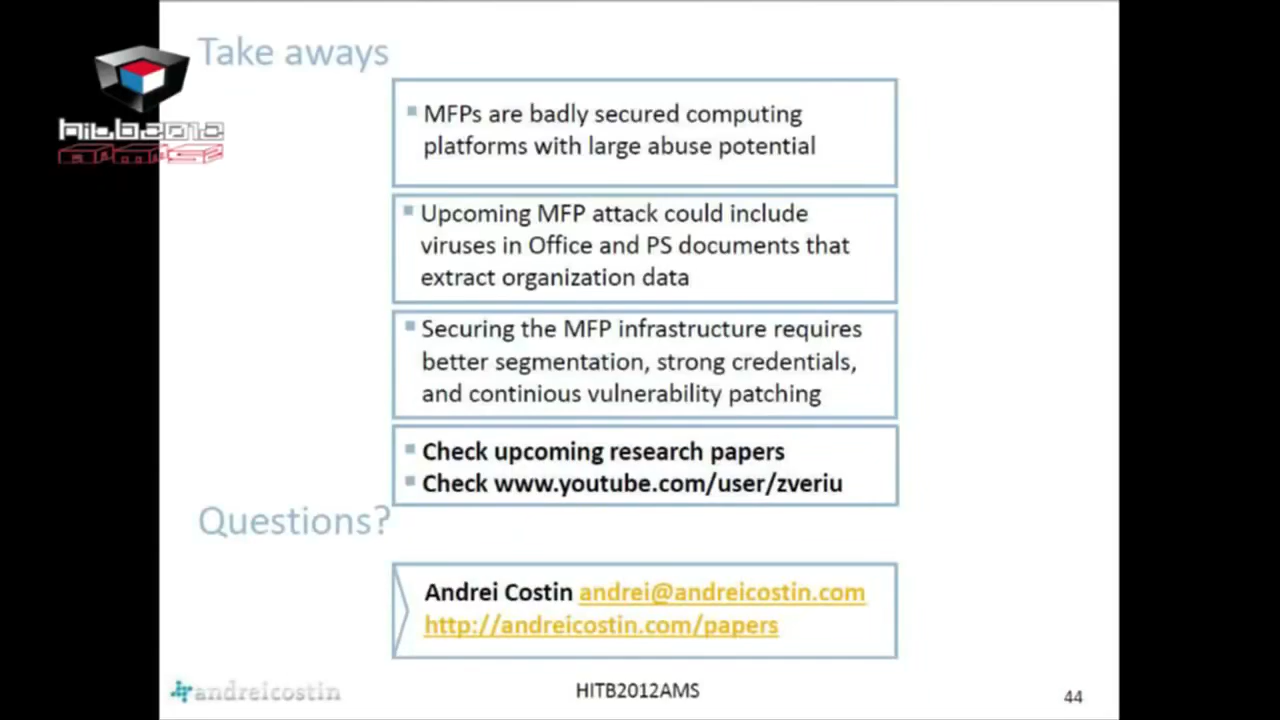 Take aways
hitb2012
AMS
MFPs are badly secured computing
platforms with large abuse potential
Upcoming MFP attack could include
viruses in Office and PS documents that
extract organization data
Securing the MFP infrastructure requires
better segmentation, strong credentials,
and continious vulnerability patching
Check upcoming research papers
Check www.youtube.com/user/zveriu
Questions?
Andrei Costin andrei@andreicostin.com
http://andreicostin.com/papers
andreicostin
HITB2012AMS
44